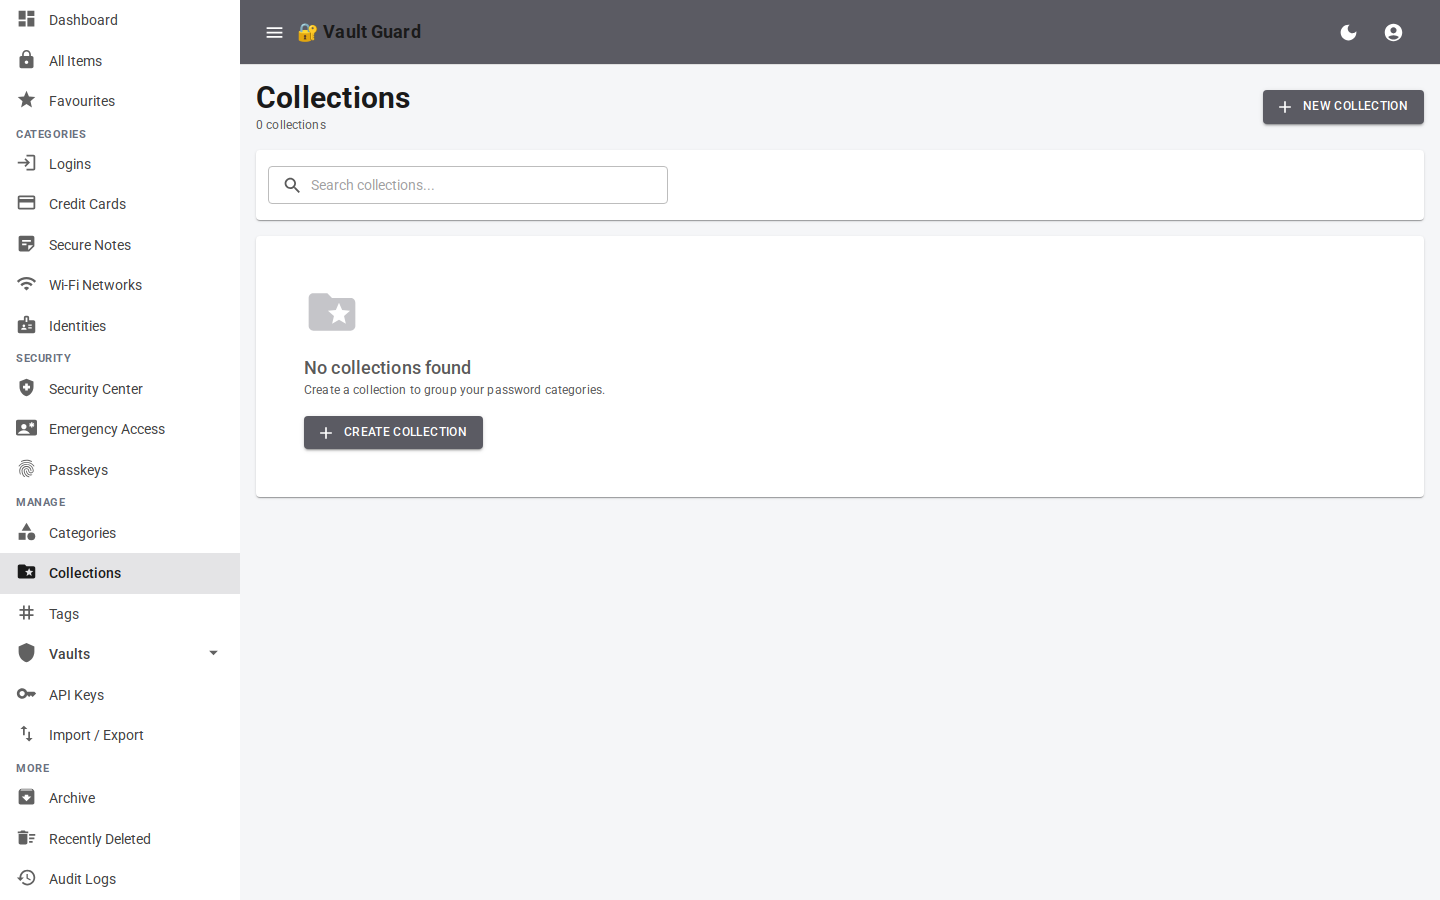 Dashboard
All Items
Favourites
CATEGORIES
Logins
Credit Cards
Secure Notes
Wi-Fi Networks
Identities
SECURITY
Security Center
Emergency Access
Passkeys
MANAGE
Categories
Collections
Tags
Vaults
API Keys
Import / Export
MORE
Archive
Recently Deleted
Audit Logs
Vault Guard
Collections
0 collections
NEW COLLECTION
Search collections...
No collections found
Create a collection to group your password categories.
CREATE COLLECTION